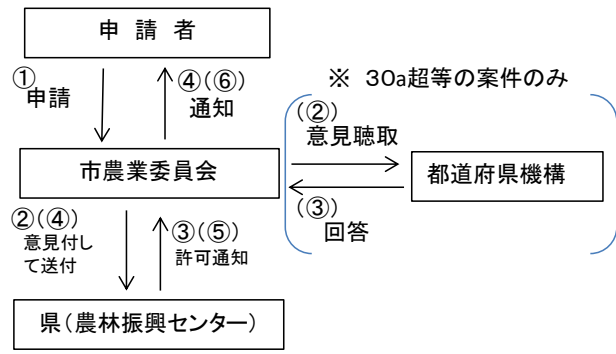 申 請 者
①
申請
④(⑥)
通知
※ 30a超等の案件のみ
(②)
意見聴取
市農業委員会
都道府県機構
(③)
回答
②(④)
意見付し
て送付
③(⑤)
許可通知
県(農林振興センター)